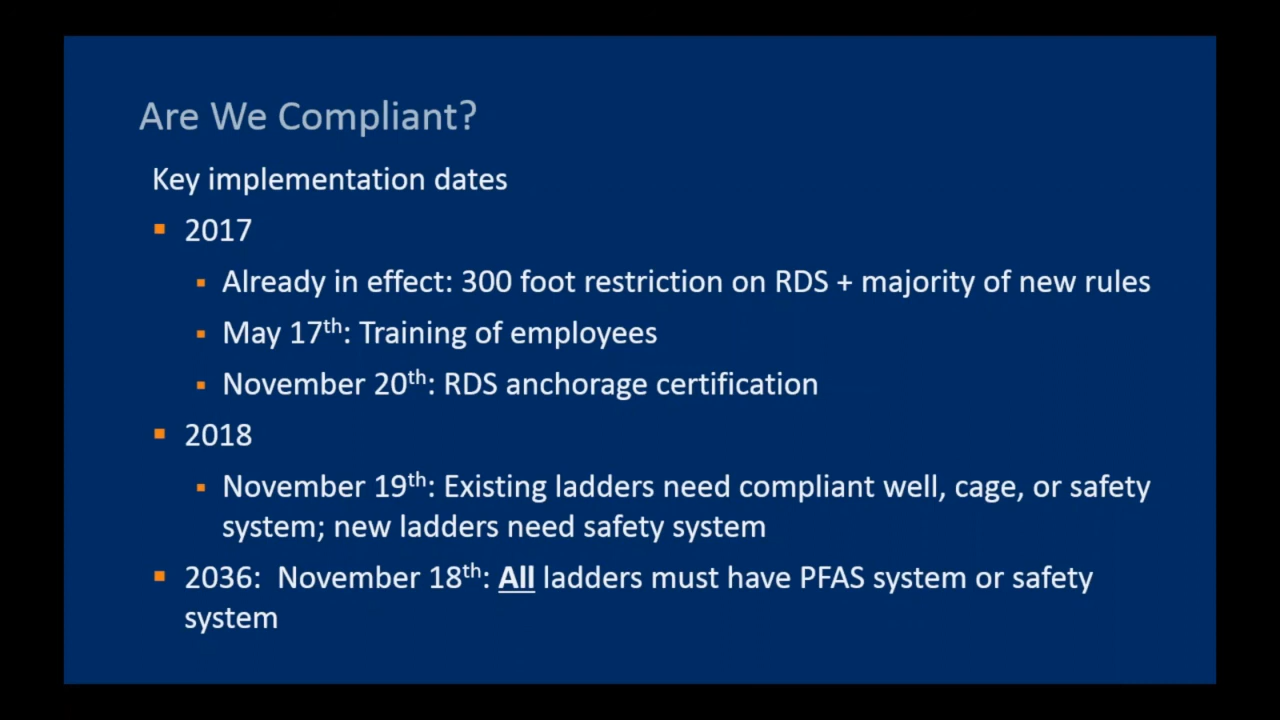 Are We Compliant?
Key implementation dates
▪ 2017
▪ Already in effect: 300 foot restriction on RDS + majority of new rules
▪ May 17th: Training of employees
▪ November 20th: RDS anchorage certification
▪ 2018
▪ November 19th: Existing ladders need compliant well, cage, or safety
system; new ladders need safety system
▪ 2036:  November 18th: All ladders must have PFAS system or safety
system